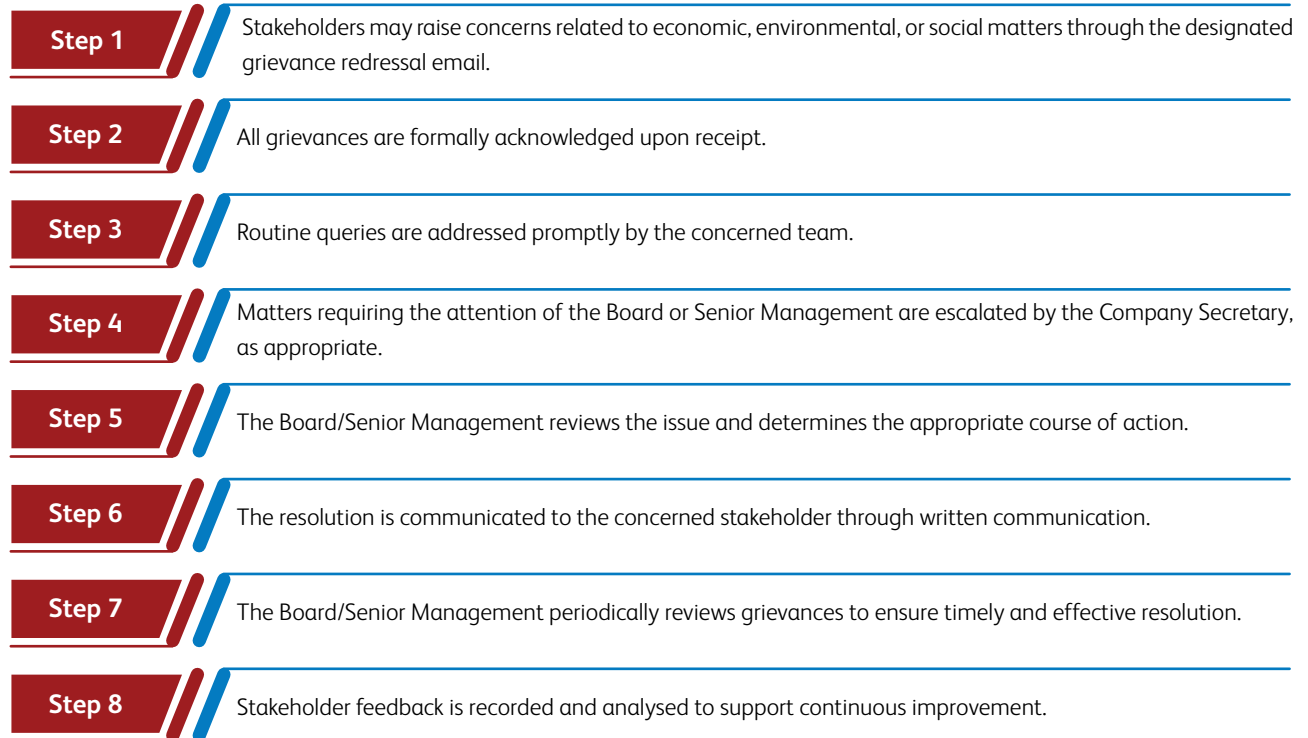 Step 1
Stakeholders may raise concerns related to economic, environmental, or social matters through the designated
grievance redressal email.
Step 2
All grievances are formally acknowledged upon receipt.
Step 3
Routine queries are addressed promptly by the concerned team.
Step 4
Matters requiring the attention of the Board or Senior Management are escalated by the Company Secretary,
as appropriate.
Step 5
The Board/Senior Management reviews the issue and determines the appropriate course of action.
Step 6
The resolution is communicated to the concerned stakeholder through written communication.
Step 7
The Board/Senior Management periodically reviews grievances to ensure timely and effective resolution.
Step 8
Stakeholder feedback is recorded and analysed to support continuous improvement.